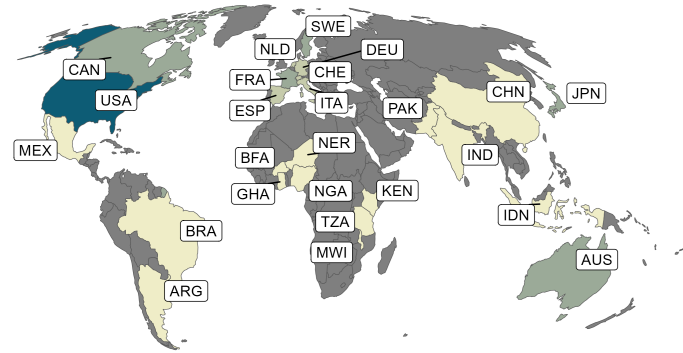 SWE
NLD
DEU
CAN
FRA
CHE
USA
ESP
ITA
CHN
JPN
PAK
MEX
NER
BFA
IND
GHA
NGA
KEN
IDN
TZA
BRA
MWI
AUS
ARG